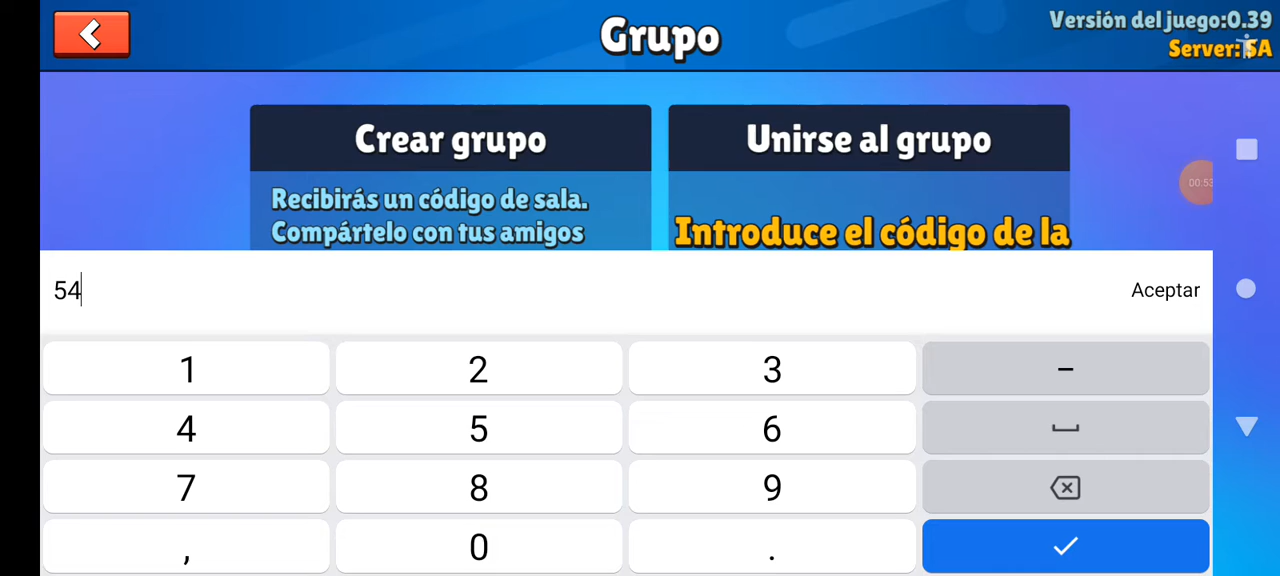 Grupo
Versión del juego:0.39
Server: SA
Crear grupo
Recibirás un código de sala.
Compártelo con tus amigos
Unirse al grupo
Introduce el código de la
00:53
54
Aceptar
1 2 3 -
4 5 6
7 8 9
, 0 .